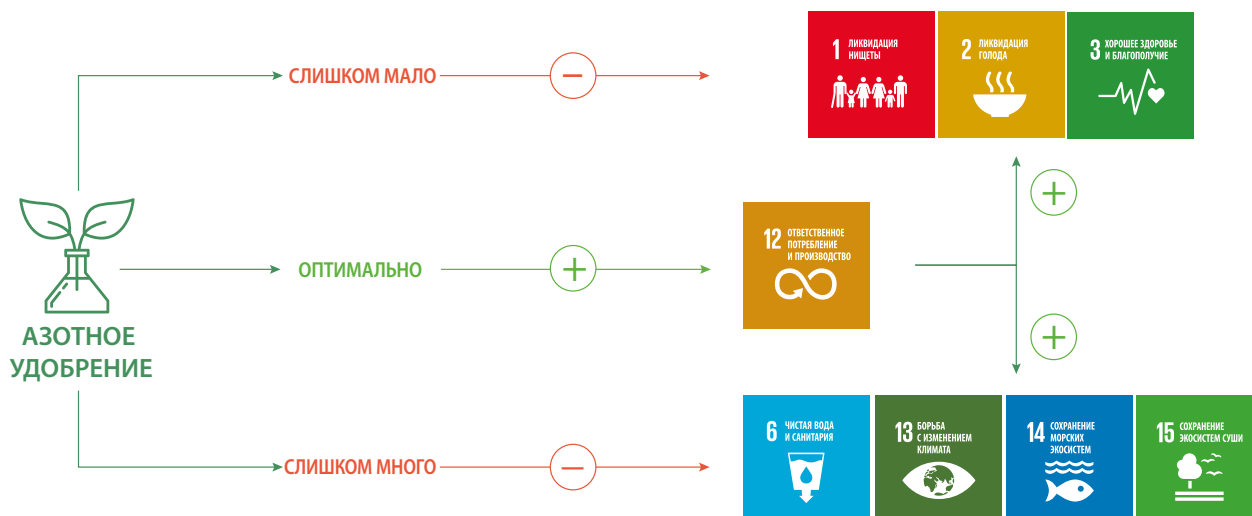 1 ЛИКВИДАЦИЯ
НИЩЕТЫ
2 ЛИКВИДАЦИЯ
ГОЛОДА
3 ХОРОШЕЕ ЗДОРОВЬЕ
И БЛАГОПОЛУЧИЕ
СЛИШКОМ МАЛО
12 ОТВЕТСТВЕННОЕ
ПОТРЕБЛЕНИЕ
И ПРОИЗВОДСТВО
ОПТИМАЛЬНО
АЗОТНОЕ
УДОБРЕНИЕ
6 ЧИСТАЯ ВОДА
И САНИТАРИЯ
13 БОРЬБА
С ИЗМЕНЕНИЕМ
КЛИМАТА
14 СОХРАНЕНИЕ
МОРСКИХ
ЭКОСИСТЕМ
15 СОХРАНЕНИЕ
ЭКОСИСТЕМ СУШИ
СЛИШКОМ МНОГО